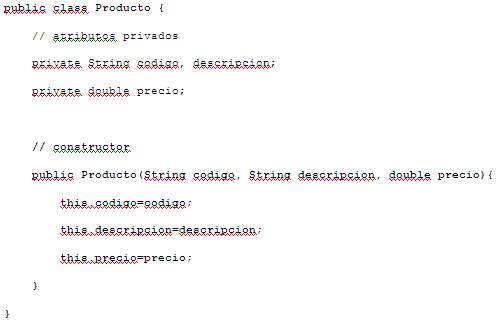 public class Producto {
// atributos privados
private String codigo, descripcion;
private double precio;
// constructor
public Producto(String codigo, String descripcion, double precio){
this.codigo=codigo;
this.descripcion=descripcion;
this.precio=precio;
}
}